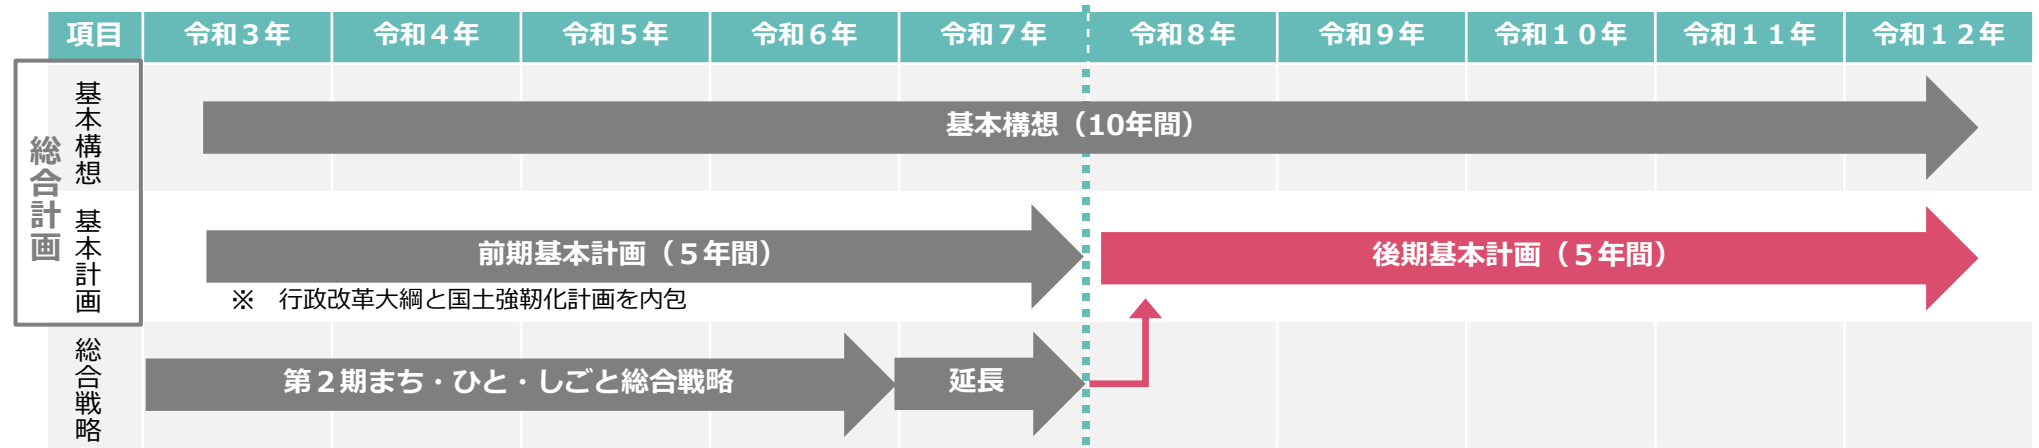 項目 令和３年 令和４年 令和５年 令和６年 令和７年 令和８年 令和９年 令和１０年 令和１１年 令和１２年
総合計画
基本構想
基本構想（10年間）
基本計画
前期基本計画（５年間）
後期基本計画（５年間）
※　行政改革大綱と国土強靭化計画を内包
総合戦略
第２期まち・ひと・しごと総合戦略
延長